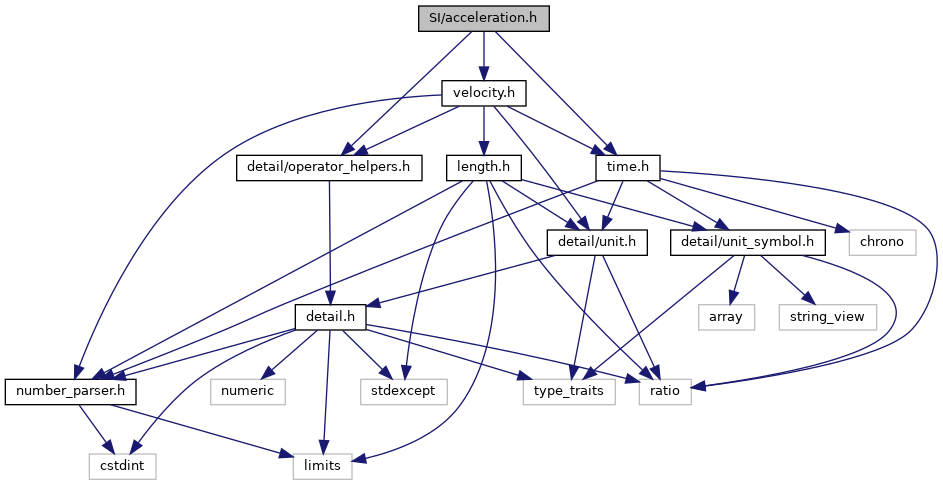 SI/acceleration.h
velocity.h
detail/operator_helpers.h
length.h
time.h
detail/unit.h
detail/unit_symbol.h
chrono
array
string_view
detail.h
number_parser.h
numeric
stdexcept
type_traits
ratio
cstdint
limits